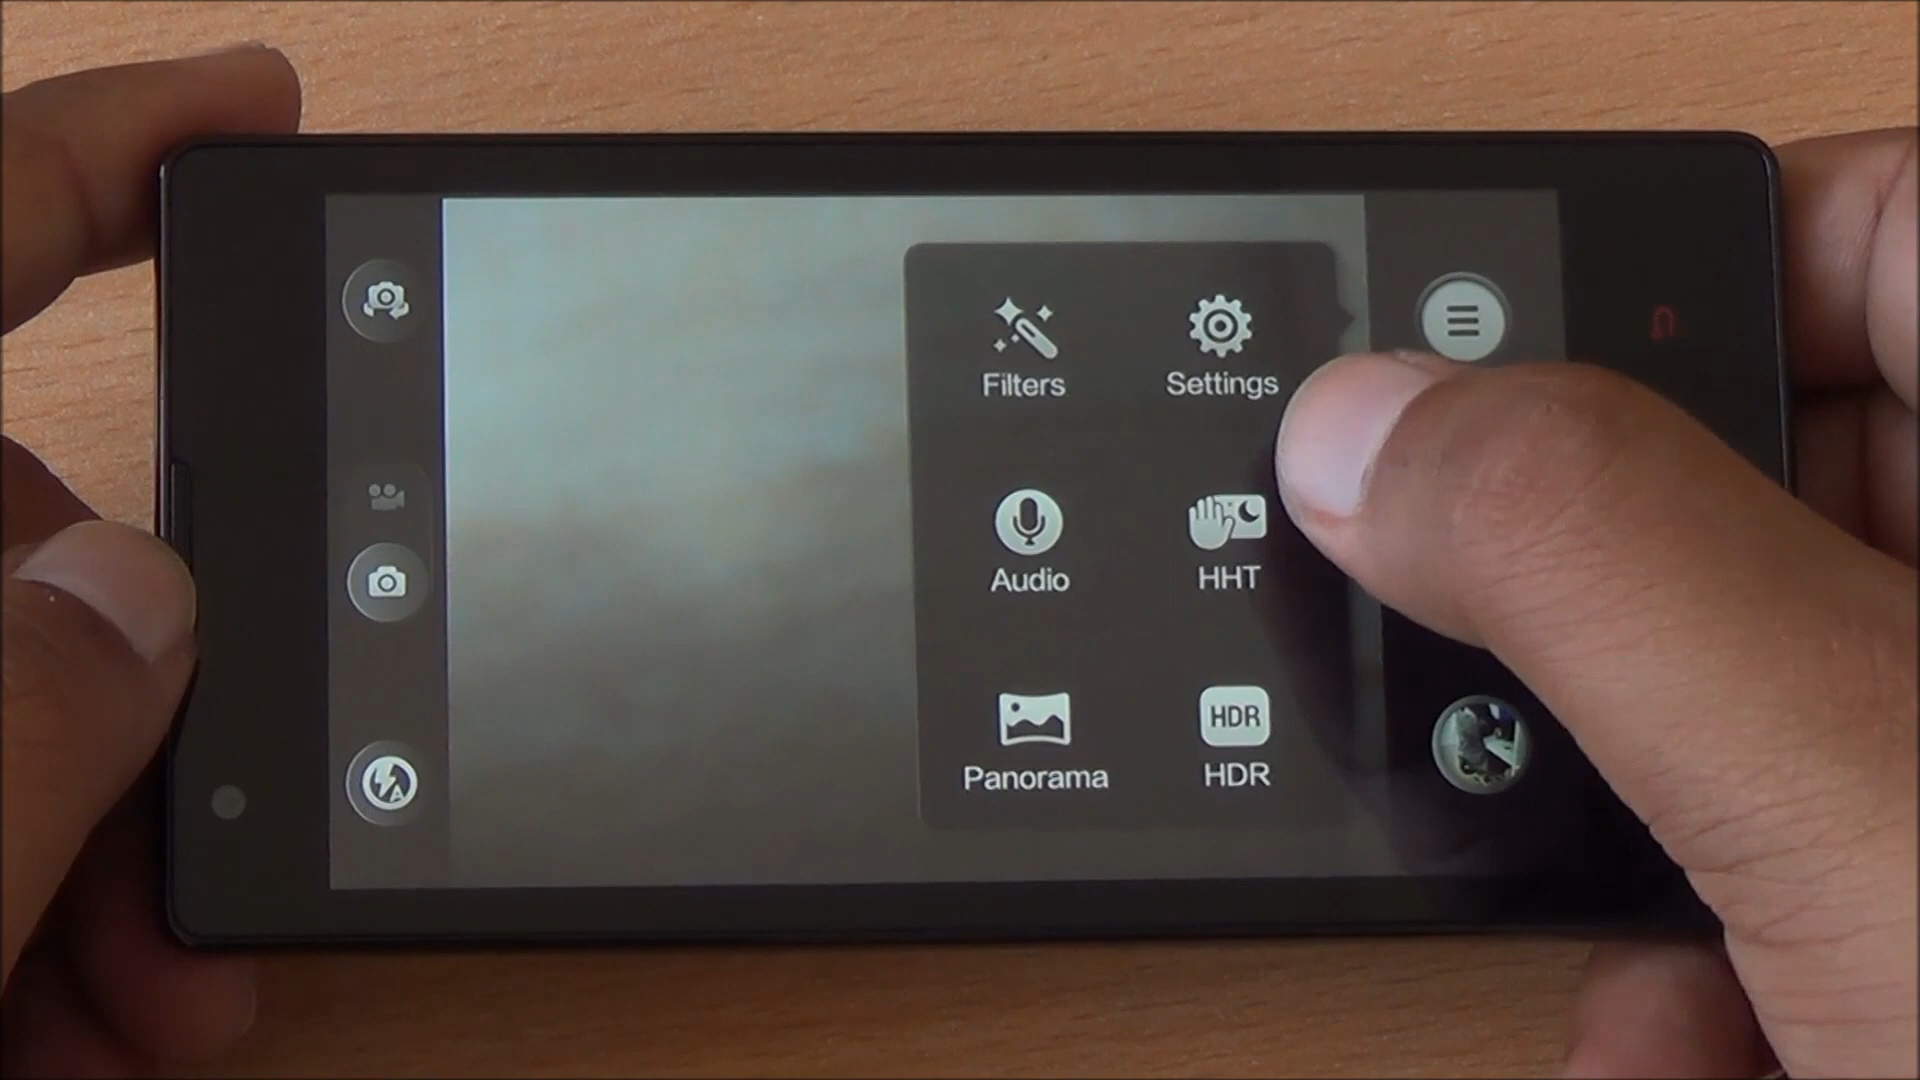 Filters
Settings
Audio
HHT
Panorama
HDR
HDR
A